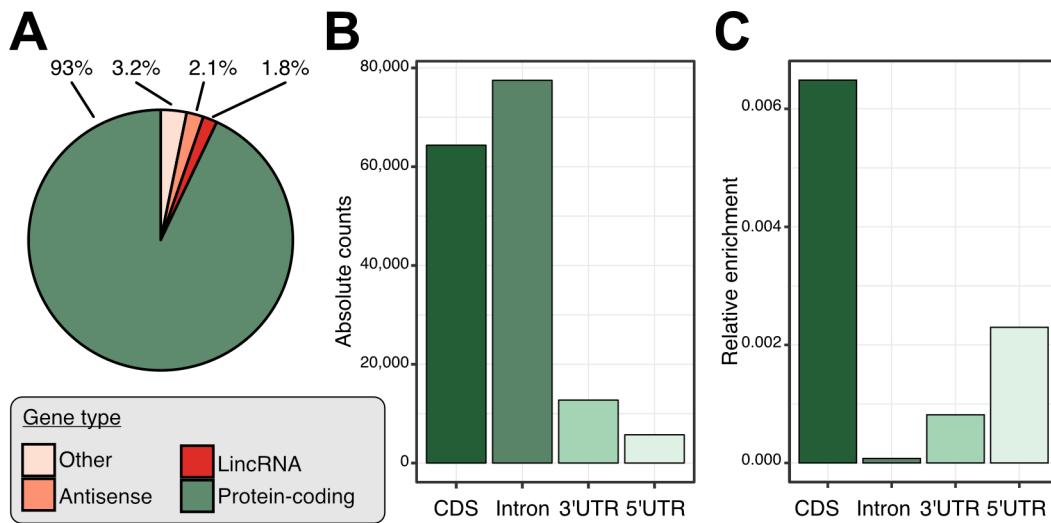 A
93% 3.2% 2.1% 1.8%
Gene type
Other
Antisense
LincRNA
Protein-coding
B
Absolute counts
80,000
60,000
40,000
20,000
0
CDS Intron 3'UTR 5'UTR
C
Relative enrichment
0.006
0.004
0.002
0.000
CDS Intron 3'UTR 5'UTR